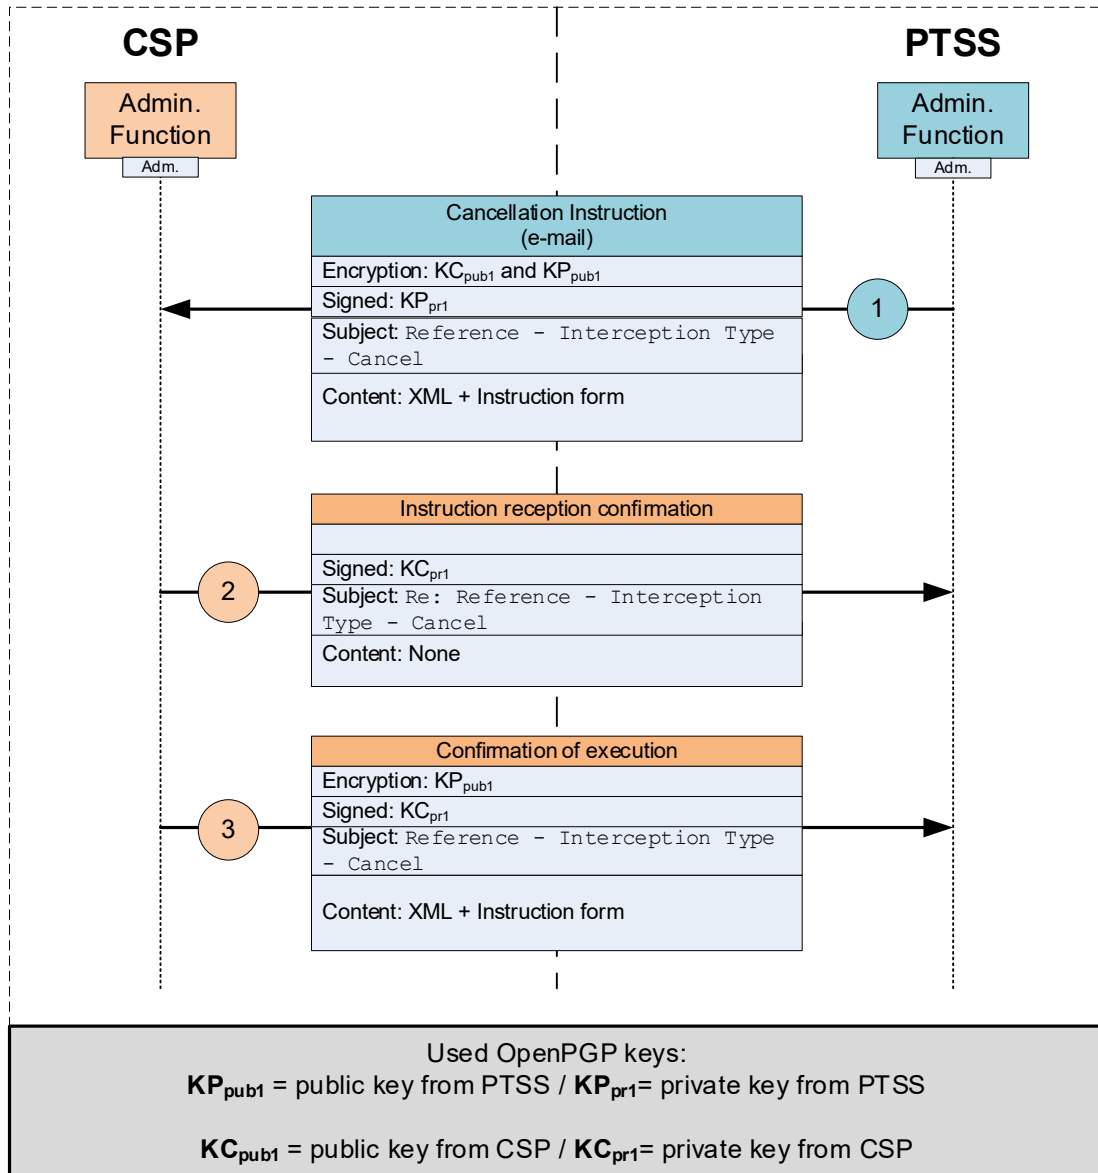 CSP
PTSS
Admin.
Function
Adm.
Admin.
Function
Adm.
Cancellation Instruction
(e-mail)
Encryption: KCpub1 and KPpub1
Signed: KPpr1
Subject: Reference - Interception Type
- Cancel
Content: XML + Instruction form
1
Instruction reception confirmation
Signed: KCpr1
2
Subject: Re: Reference - Interception
Type - Cancel
Content: None
Confirmation of execution
Encryption: KPpub1
Signed: KCpr1
3
Subject: Reference - Interception Type
- Cancel
Content: XML + Instruction form
Used OpenPGP keys:
KPpub1 = public key from PTSS / KPpr1= private key from PTSS
KCpub1 = public key from CSP / KCpr1= private key from CSP